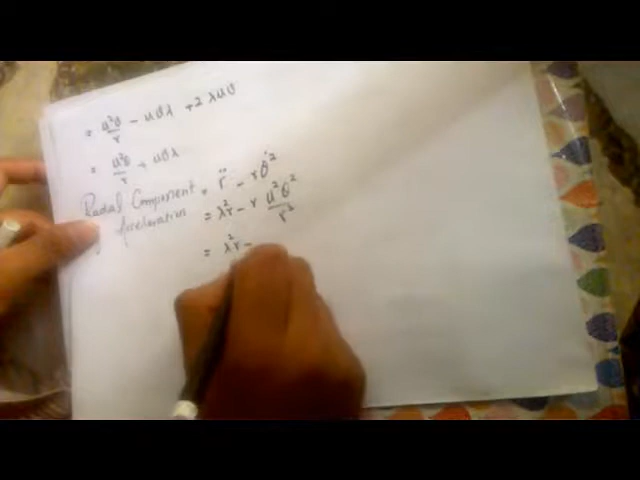 = u²θ/r - uθλ + 2λuθ
= u²θ/r + uθλ
Radial Component = r̈ - rθ̇²
of Acceleration = λ²r - r u²θ²/r²
= λ²r -